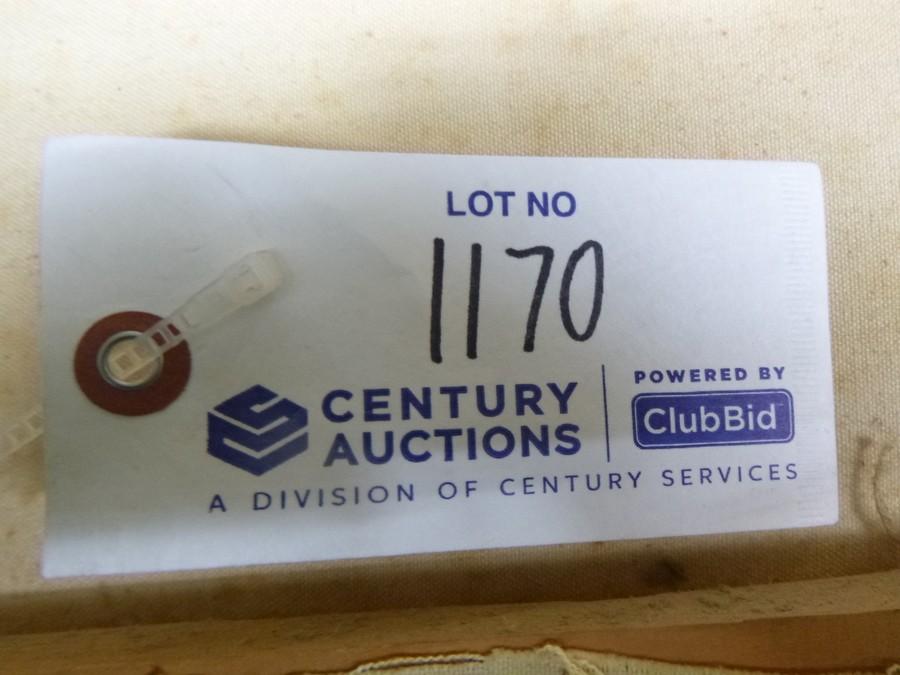 LOT NO
1170
CENTURY
AUCTIONS
POWERED BY
ClubBid
A DIVISION OF CENTURY SERVICES